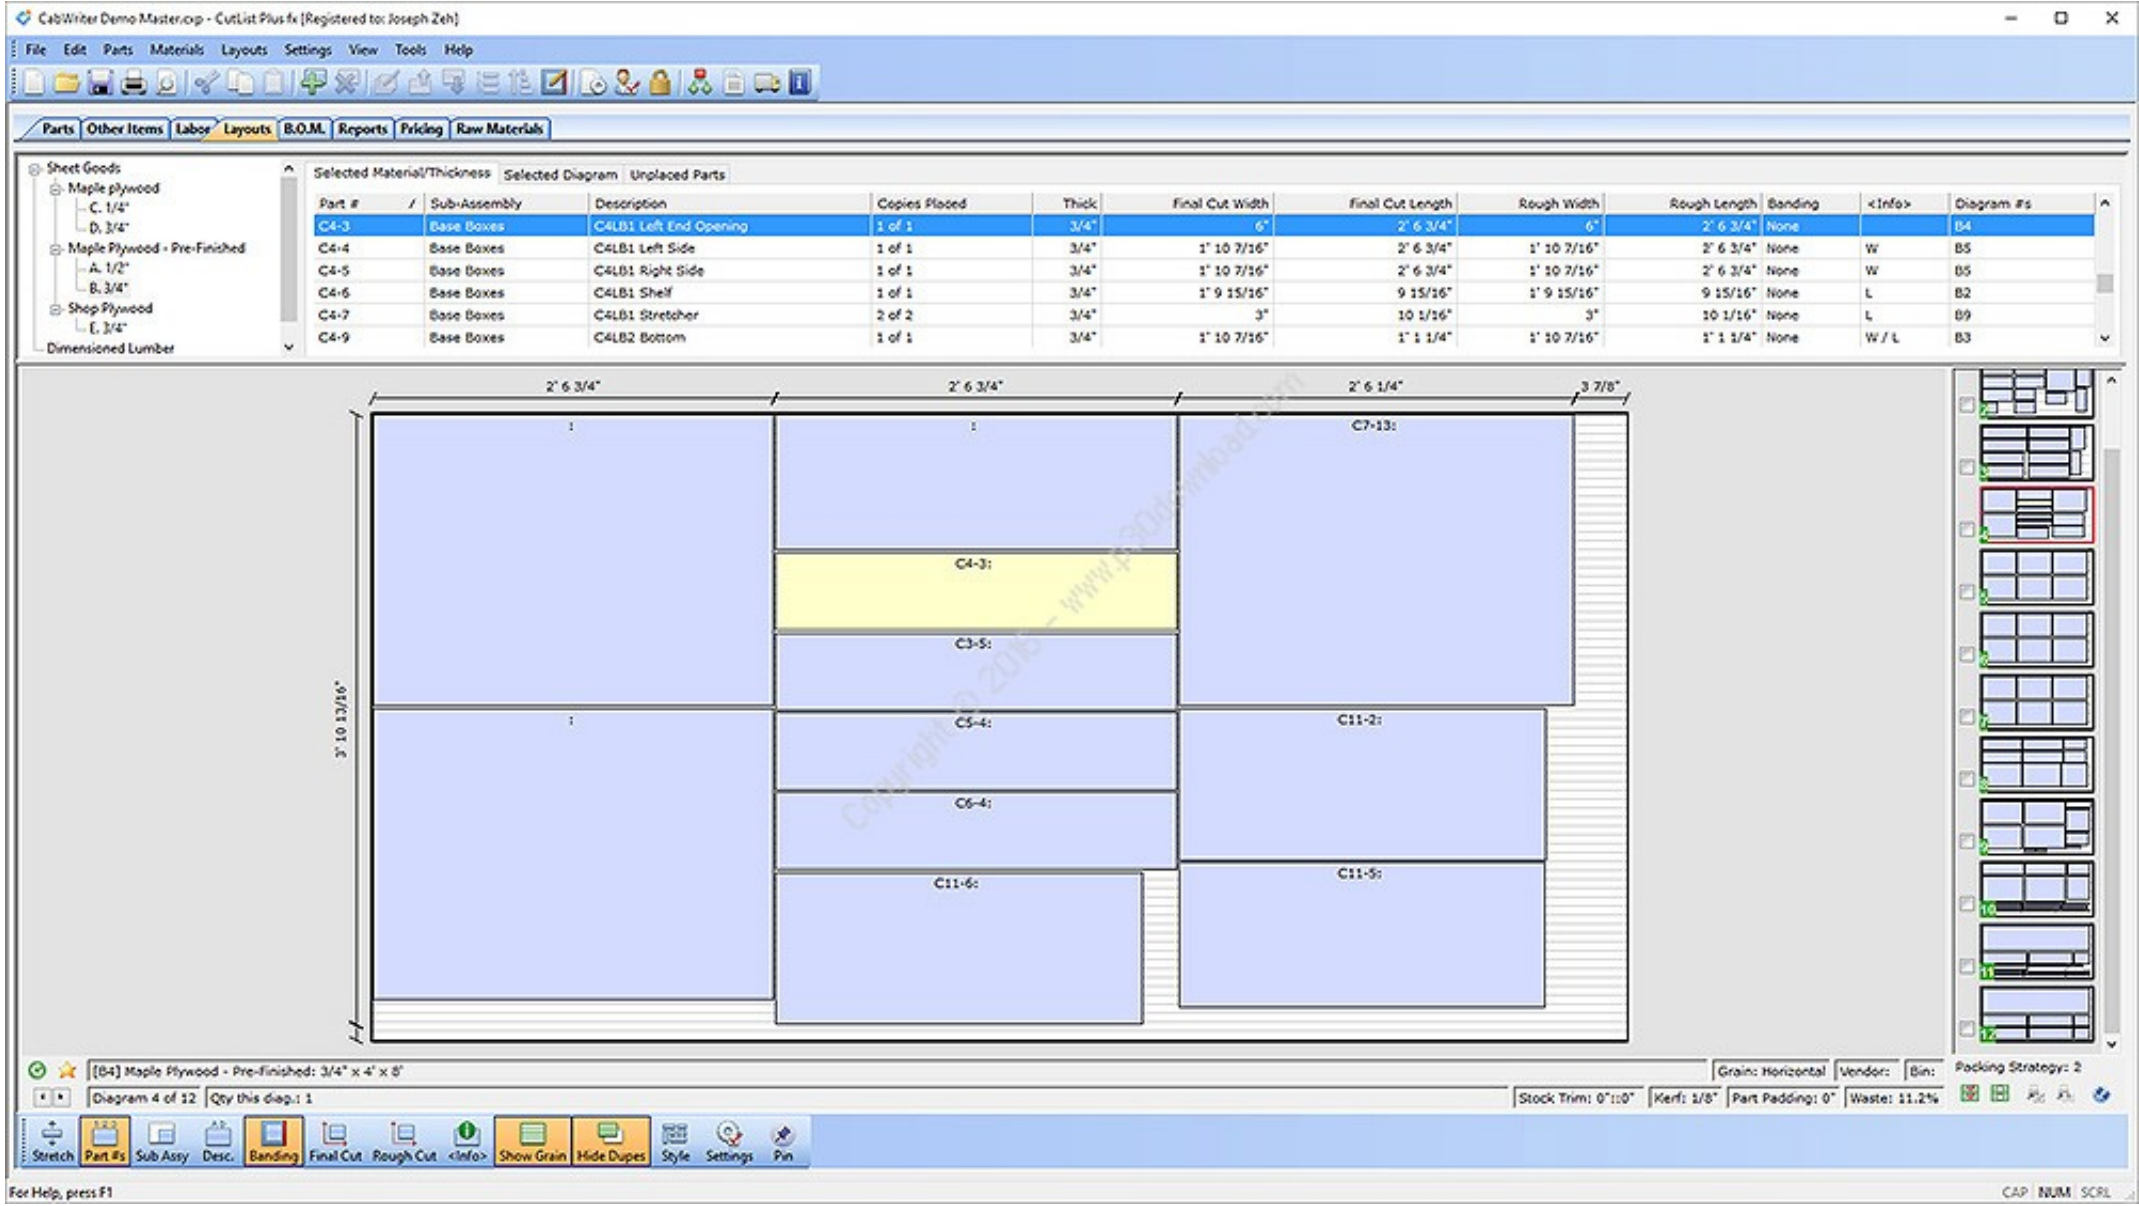 CabWriter Demo Master.cxp - CutList Plus fx [Registered to: Joseph Zeh]
File Edit Parts Materials Layouts Settings View Tools Help
Parts Other Items Labor Layouts B.O.M. Reports Pricing Raw Materials
Sheet Goods
Maple plywood
C. 1/4"
D. 3/4"
Maple Plywood - Pre-Finished
A. 1/2"
B. 3/4"
Shop Plywood
E. 3/4"
Dimensioned Lumber
Selected Material/Thickness Selected Diagram Unplaced Parts
Part # / Sub-Assembly Description Copies Placed Thick Final Cut Width Final Cut Length Rough Width Rough Length Banding <Info> Diagram #s
C4-3 Base Boxes C4LB1 Left End Opening 1 of 1 3/4" 6" 2' 6 3/4" 6" 2' 6 3/4" None B4
C4-4 Base Boxes C4LB1 Left Side 1 of 1 3/4" 1' 10 7/16" 2' 6 3/4" 1' 10 7/16" 2' 6 3/4" None W B5
C4-5 Base Boxes C4LB1 Right Side 1 of 1 3/4" 1' 10 7/16" 2' 6 3/4" 1' 10 7/16" 2' 6 3/4" None W B5
C4-6 Base Boxes C4LB1 Shelf 1 of 1 3/4" 1' 9 15/16" 9 15/16" 1' 9 15/16" 9 15/16" None L B2
C4-7 Base Boxes C4LB1 Stretcher 2 of 2 3/4" 3" 10 1/16" 3" 10 1/16" None L B9
C4-9 Base Boxes C4LB2 Bottom 1 of 1 3/4" 1' 10 7/16" 1' 1 1/4" 1' 10 7/16" 1' 1 1/4" None W / L B3
2' 6 3/4" 2' 6 3/4" 2' 6 1/4" 3 7/8"
3' 10 13/16"
: : C7-13:
C4-3:
C3-5:
: C5-4: C11-2:
C6-4:
C11-6: C11-5:
Copyright © 2016 - www.p30download.com
2
3
4
5
6
7
8
9
10
11
12
[B4] Maple Plywood - Pre-Finished: 3/4" x 4' x 8' Grain: Horizontal Vendor: Bin: Packing Strategy: 2
Diagram 4 of 12 Qty this diag.: 1 Stock Trim: 0"::0" Kerf: 1/8" Part Padding: 0" Waste: 11.2%
Stretch Part #s Sub Assy Desc. Banding Final Cut Rough Cut <Info> Show Grain Hide Dupes Style Settings Pin
For Help, press F1 CAP NUM SCRL